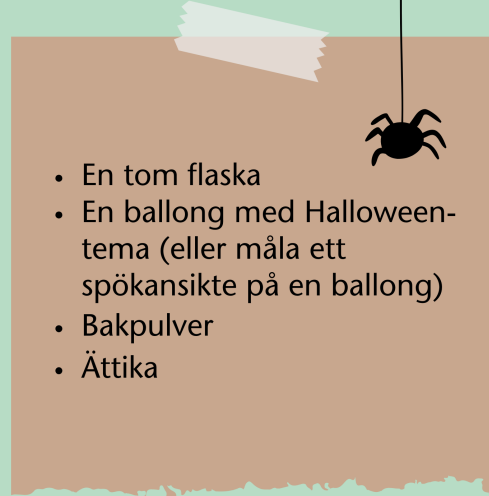 • En tom flaska
• En ballong med Halloween-
tema (eller måla ett
spökansikte på en ballong)
• Bakpulver
• Ättika